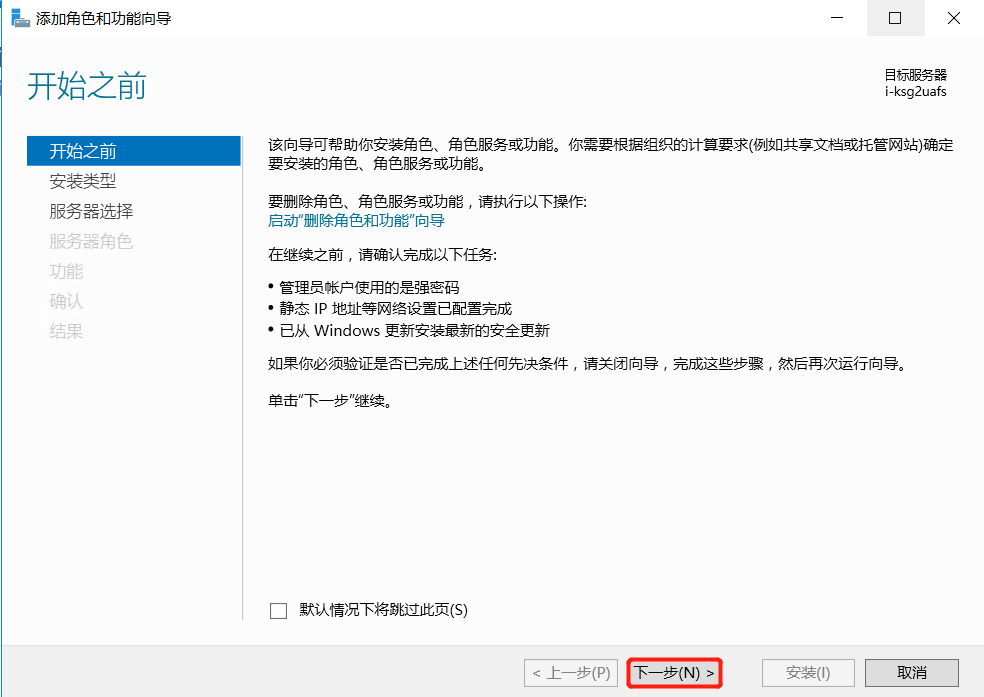 添加角色和功能向导
开始之前
目标服务器
i-ksg2uafs
开始之前
安装类型
服务器选择
服务器角色
功能
确认
结果
该向导可帮助你安装角色、角色服务或功能。你需要根据组织的计算要求(例如共享文档或托管网站)确定
要安装的角色、角色服务或功能。
要删除角色、角色服务或功能，请执行以下操作:
启动“删除角色和功能”向导
在继续之前，请确认完成以下任务:
• 管理员帐户使用的是强密码
• 静态 IP 地址等网络设置已配置完成
• 已从 Windows 更新安装最新的安全更新
如果你必须验证是否已完成上述任何先决条件，请关闭向导，完成这些步骤，然后再次运行向导。
单击“下一步”继续。
默认情况下将跳过此页(S)
< 上一步(P)
下一步(N) >
安装(I)
取消